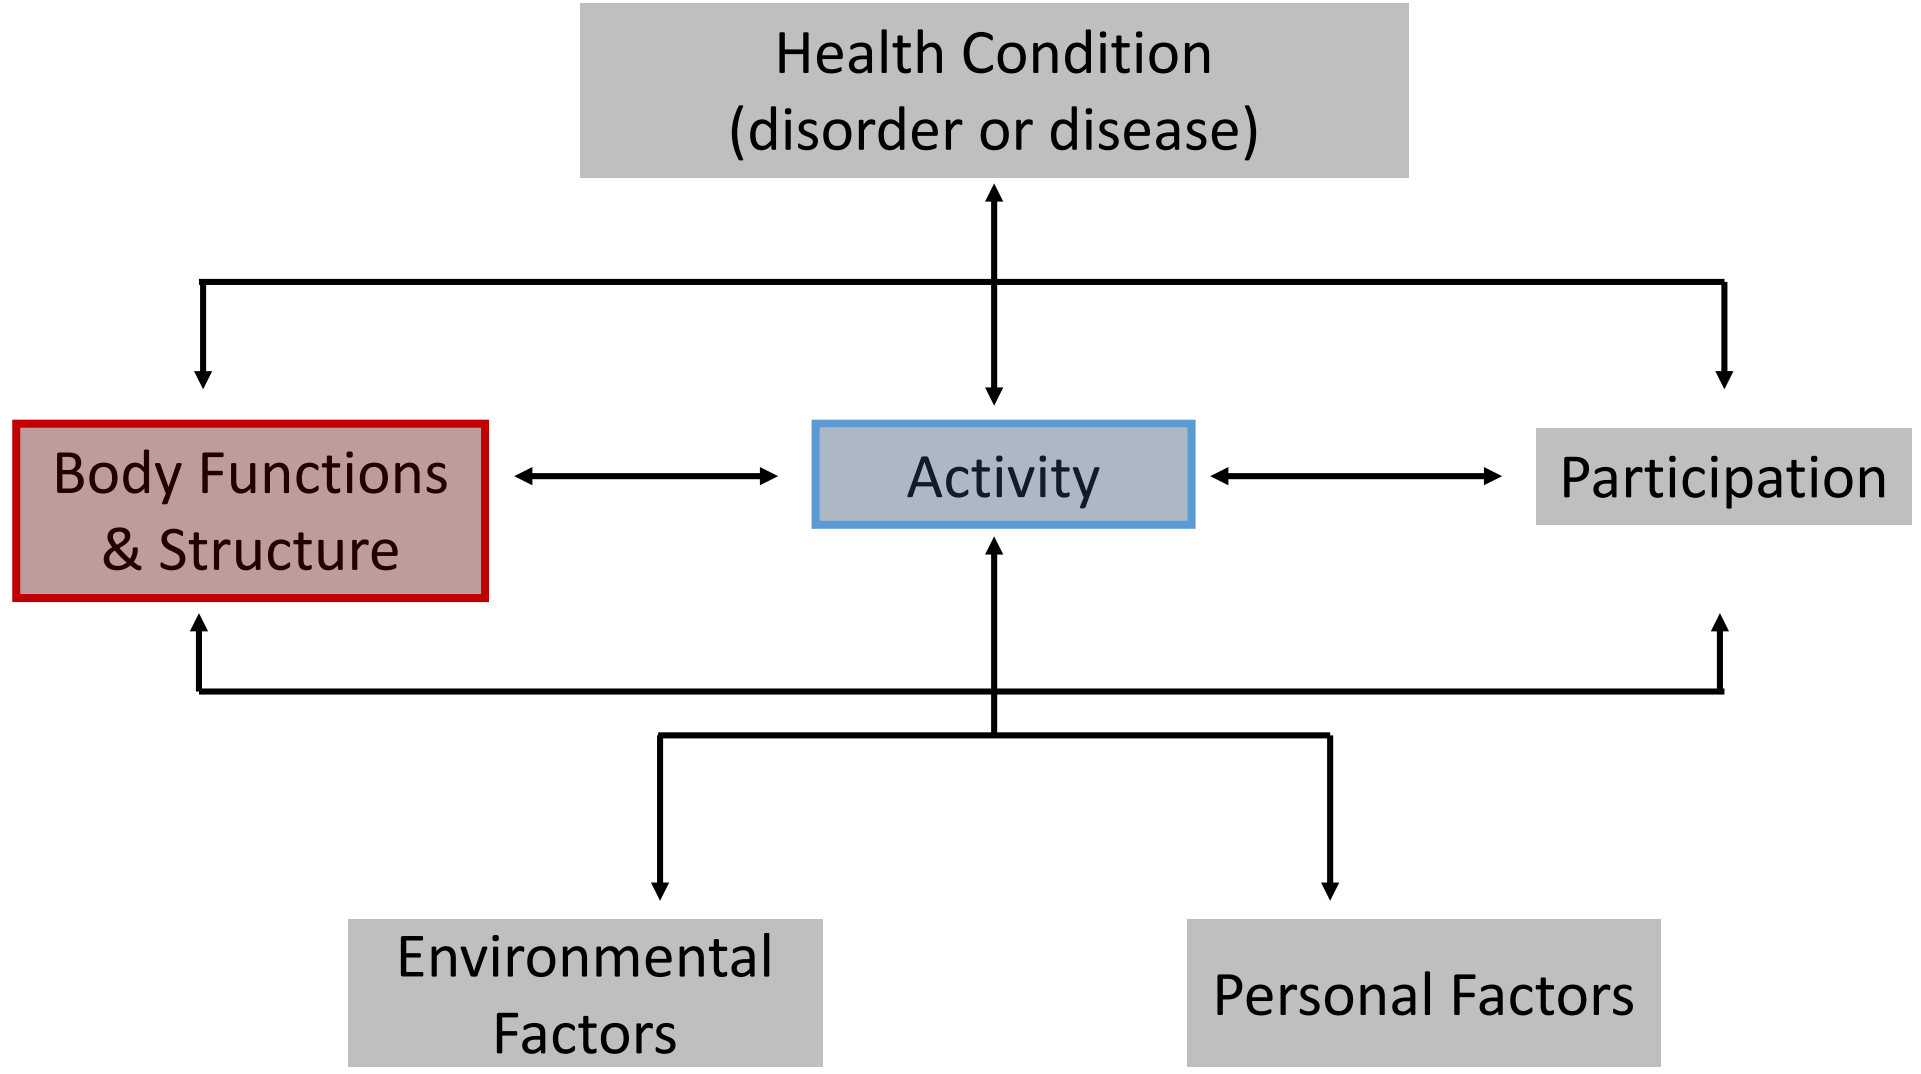 Health Condition
(disorder or disease)
Body Functions
& Structure
Activity
Participation
Environmental
Factors
Personal Factors